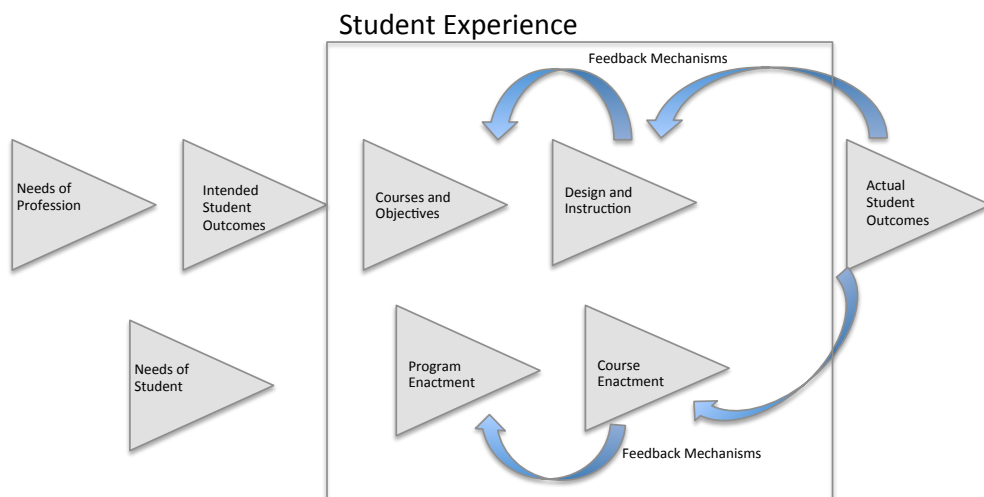 Student Experience
Feedback Mechanisms
Needs of
Profession
Intended
Student
Outcomes
Courses and
Objectives
Design and
Instruction
Actual
Student
Outcomes
Needs of
Student
Program
Enactment
Course
Enactment
Feedback Mechanisms